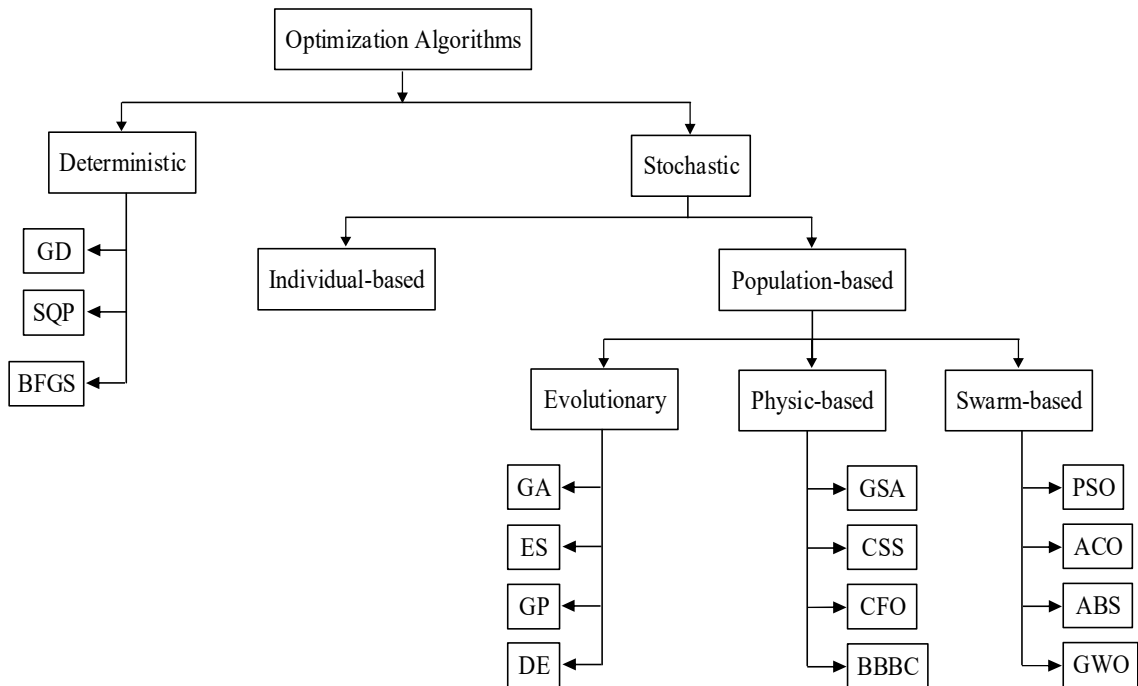 Optimization Algorithms
Deterministic
Stochastic
GD
SQP
BFGS
Individual-based
Population-based
Evolutionary
Physic-based
Swarm-based
GA
ES
GP
DE
GSA
CSS
CFO
BBBC
PSO
ACO
ABS
GWO